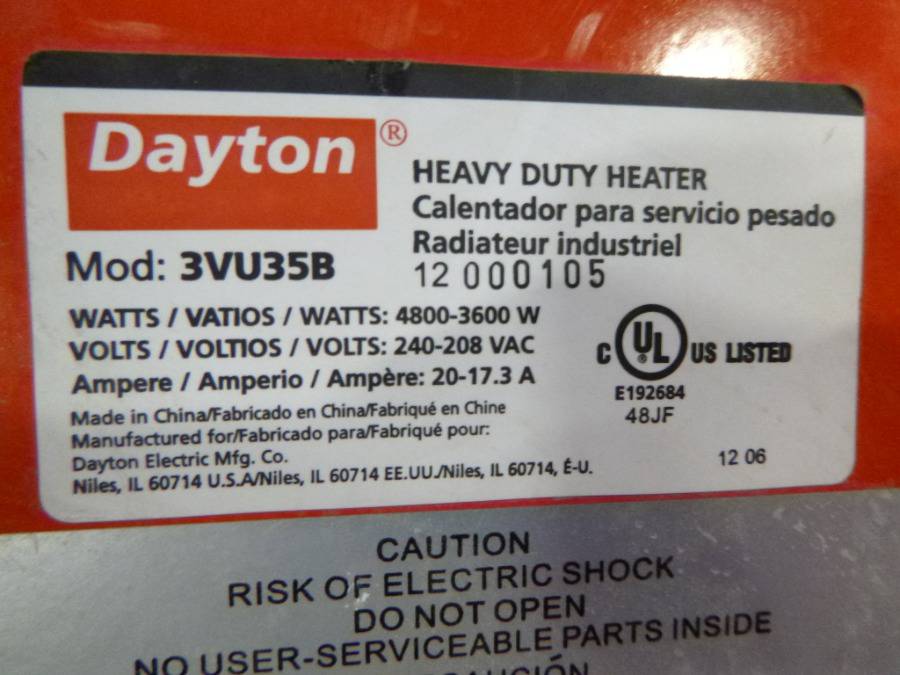 Dayton®
HEAVY DUTY HEATER
Calentador para servicio pesado
Radiateur industriel
12 000105
Mod: 3VU35B
WATTS / VATIOS / WATTS: 4800-3600 W
VOLTS / VOLTIOS / VOLTS: 240-208 VAC
Ampere / Amperio / Ampère: 20-17.3 A
C UL® US LISTED
E192684
48JF
Made in China/Fabricado en China/Fabriqué en Chine
Manufactured for/Fabricado para/Fabriqué pour:
Dayton Electric Mfg. Co.
Niles, IL 60714 U.S.A/Niles, IL 60714 EE.UU./Niles, IL 60714, É-U.
12 06
CAUTION
RISK OF ELECTRIC SHOCK
DO NOT OPEN
NO USER-SERVICEABLE PARTS INSIDE